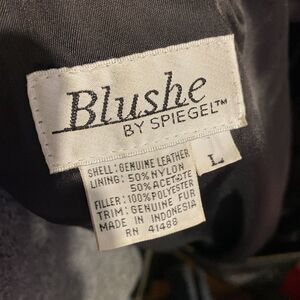 Blushe
BY SPIEGEL™
SHELL: GENUINE LEATHER
LINING: 50% NYLON
50% ACETOTE
FILLER: 100% POLYESTER
TRIM: GENUINE FUR
MADE IN INDONESIA
RN 41488
L